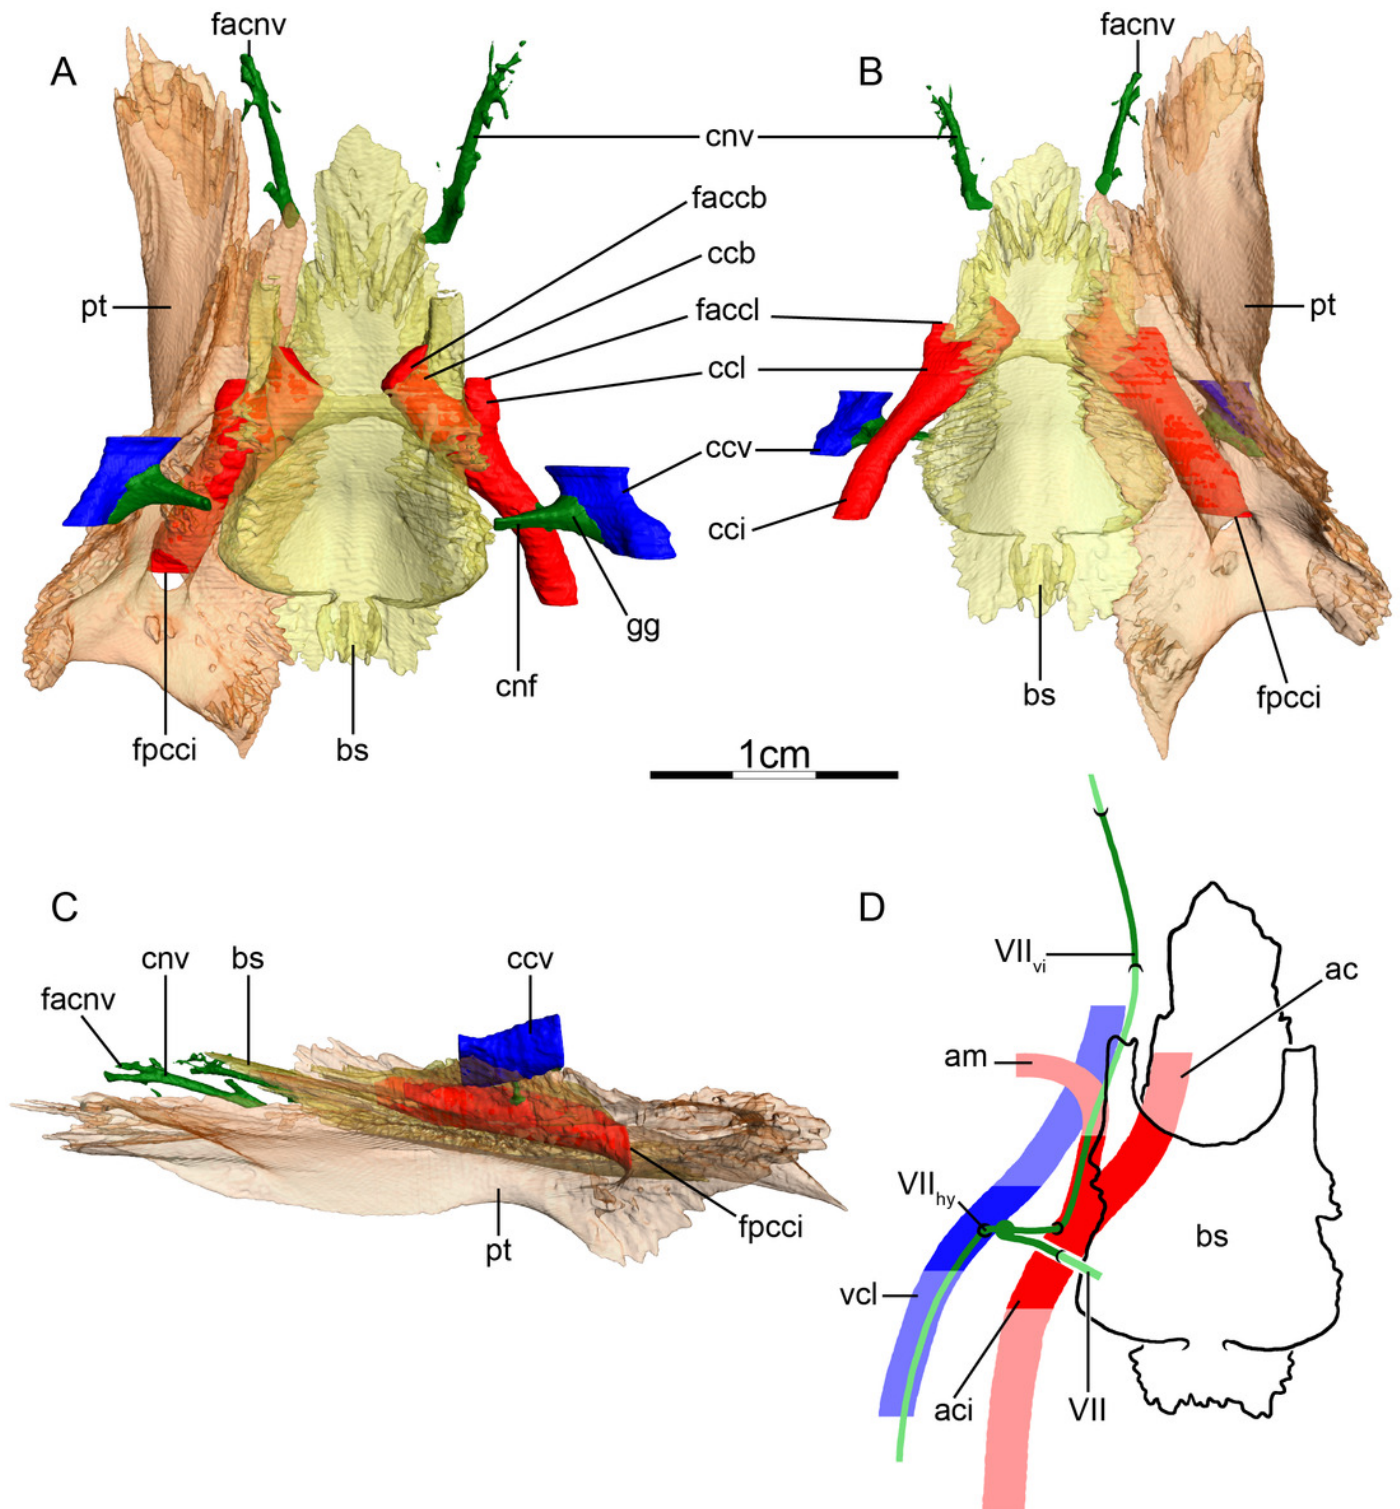 A
facnv
cnv
faccb
ccb
faccl
ccl
ccv
cci
gg
cnf
bs
fpcci
pt
B
facnv
pt
fpcci
bs
1cm
C
facnv
cnv
bs
ccv
fpcci
pt
D
VIIvi
ac
am
VIIhy
bs
vcl
aci
VII